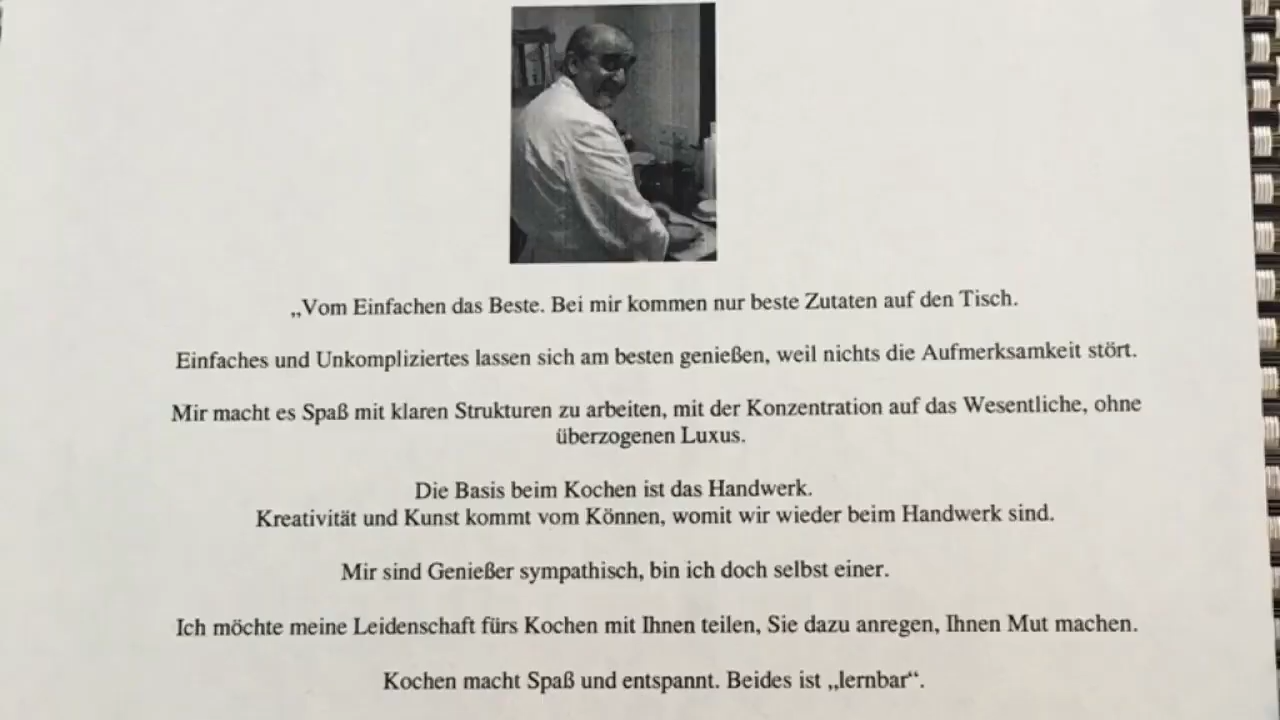 „Vom Einfachen das Beste. Bei mir kommen nur beste Zutaten auf den Tisch.
Einfaches und Unkompliziertes lassen sich am besten genießen, weil nichts die Aufmerksamkeit stört.
Mir macht es Spaß mit klaren Strukturen zu arbeiten, mit der Konzentration auf das Wesentliche, ohne
überzogenen Luxus.
Die Basis beim Kochen ist das Handwerk.
Kreativität und Kunst kommt vom Können, womit wir wieder beim Handwerk sind.
Mir sind Genießer sympathisch, bin ich doch selbst einer.
Ich möchte meine Leidenschaft fürs Kochen mit Ihnen teilen, Sie dazu anregen, Ihnen Mut machen.
Kochen macht Spaß und entspannt. Beides ist „lernbar“.